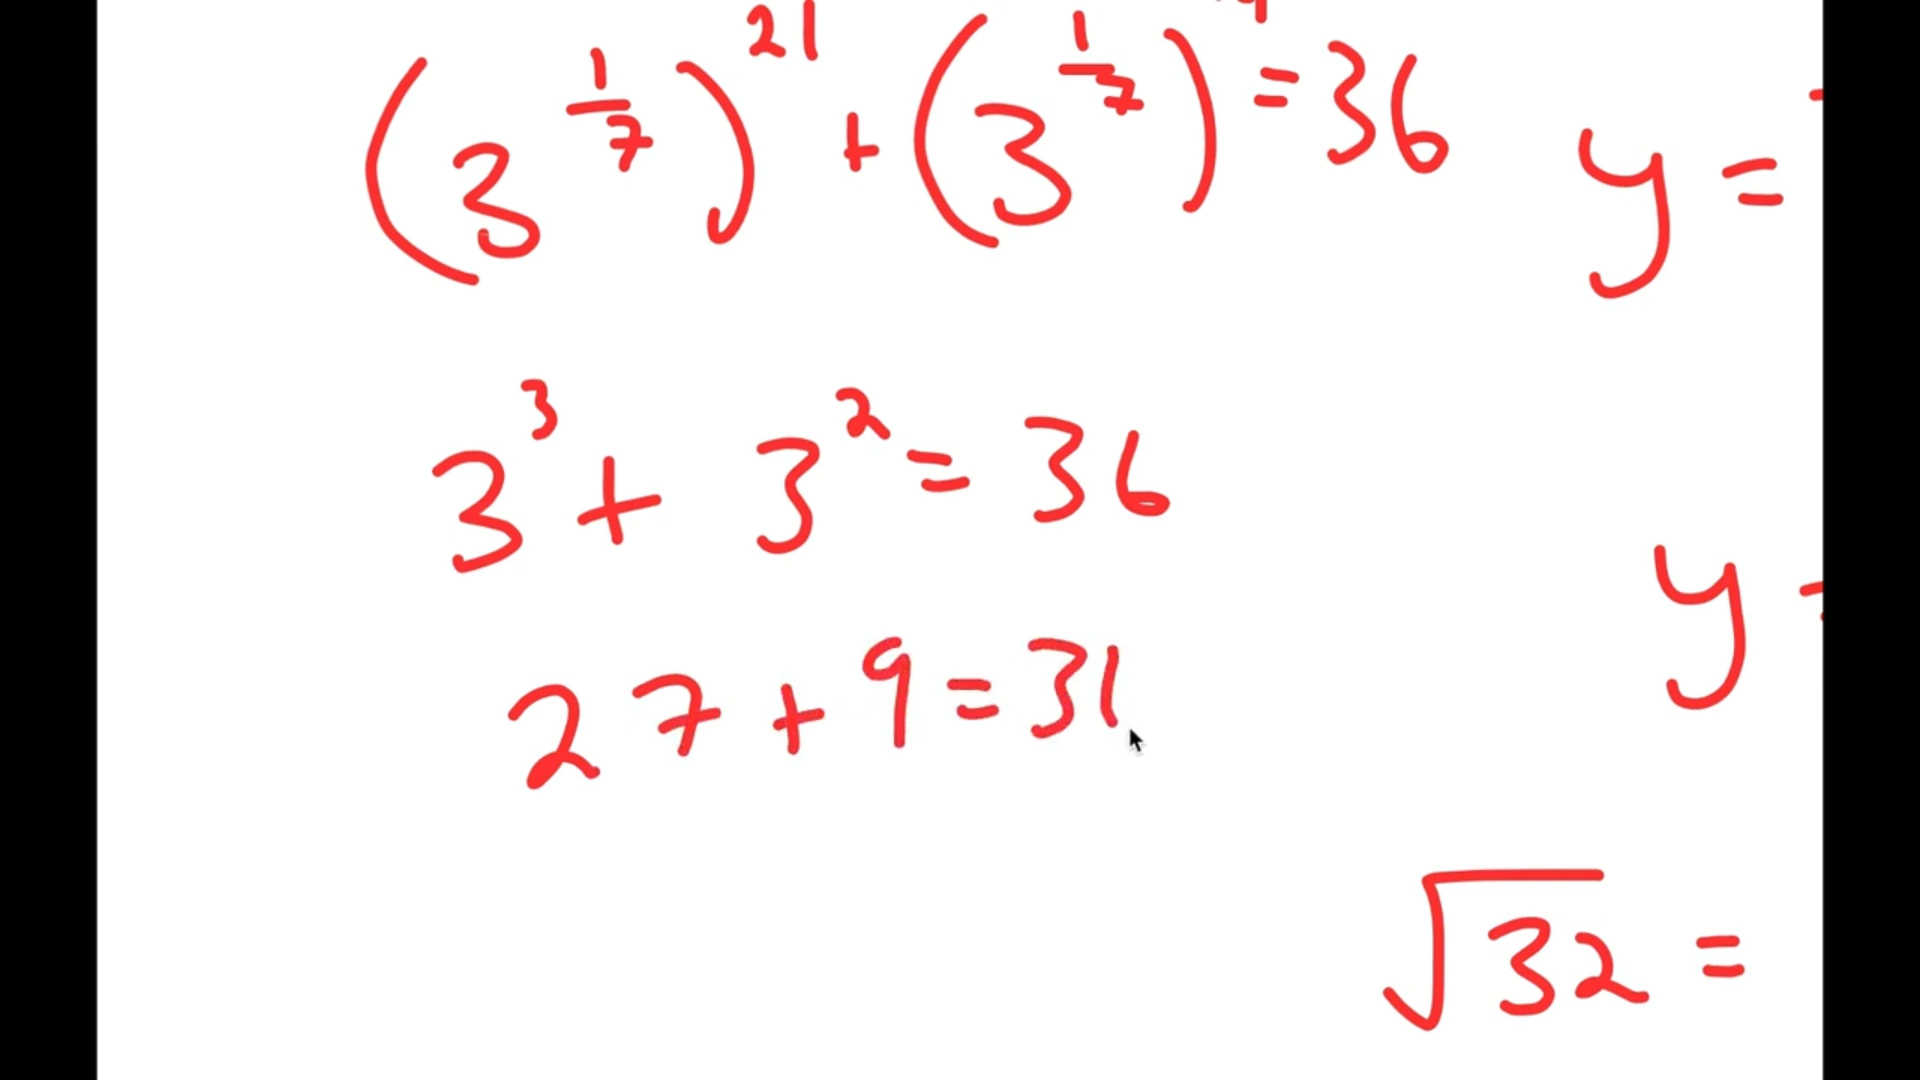 (3^{1/7})^{21} + (3^{1/7}) = 36
y =
3^3 + 3^2 = 36
y
27 + 9 = 31
√32 =